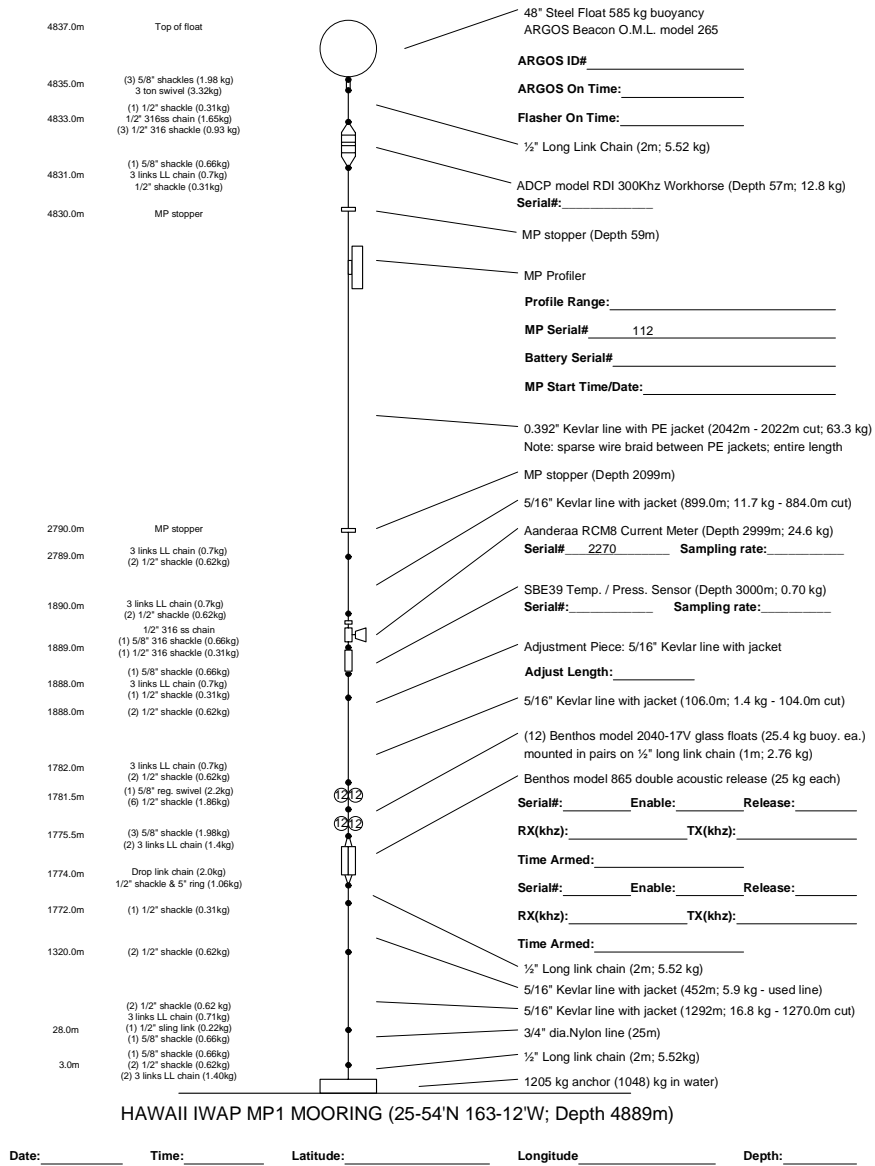 48" Steel Float 585 kg buoyancy
ARGOS Beacon O.M.L. model 265
4837.0m Top of float
ARGOS ID#
ARGOS On Time:
Flasher On Time:
(3) 5/8" shackles (1.98 kg)
4835.0m 3 ton swivel (3.32kg)
(1) 1/2" shackle (0.31kg)
4833.0m 1/2" 316ss chain (1.65kg)
(3) 1/2" 316 shackle (0.93 kg)
½" Long Link Chain (2m; 5.52 kg)
(1) 5/8" shackle (0.66kg)
4831.0m 3 links LL chain (0.7kg)
1/2" shackle (0.31kg)
ADCP model RDI 300Khz Workhorse (Depth 57m; 12.8 kg)
Serial#:
4830.0m MP stopper
MP stopper (Depth 59m)
MP Profiler
Profile Range:
MP Serial# 112
Battery Serial#
MP Start Time/Date:
0.392" Kevlar line with PE jacket (2042m - 2022m cut; 63.3 kg)
Note: sparse wire braid between PE jackets; entire length
MP stopper (Depth 2099m)
5/16" Kevlar line with jacket (899.0m; 11.7 kg - 884.0m cut)
2790.0m MP stopper
Aanderaa RCM8 Current Meter (Depth 2999m; 24.6 kg)
Serial# 2270 Sampling rate:
3 links LL chain (0.7kg)
2789.0m (2) 1/2" shackle (0.62kg)
SBE39 Temp. / Press. Sensor (Depth 3000m; 0.70 kg)
Serial#: Sampling rate:
1890.0m 3 links LL chain (0.7kg)
(2) 1/2" shackle (0.62kg)
1/2" 316 ss chain
(1) 5/8" 316 shackle (0.66kg)
1889.0m (1) 1/2" 316 shackle (0.31kg)
Adjustment Piece: 5/16" Kevlar line with jacket
Adjust Length:
(1) 5/8" shackle (0.66kg)
1888.0m 3 links LL chain (0.7kg)
(1) 1/2" shackle (0.31kg)
5/16" Kevlar line with jacket (106.0m; 1.4 kg - 104.0m cut)
1888.0m (2) 1/2" shackle (0.62kg)
(12) Benthos model 2040-17V glass floats (25.4 kg buoy. ea.)
mounted in pairs on ½" long link chain (1m; 2.76 kg)
1782.0m 3 links LL chain (0.7kg)
(2) 1/2" shackle (0.62kg)
Benthos model 865 double acoustic release (25 kg each)
1781.5m (1) 5/8" reg. swivel (2.2kg)
(6) 1/2" shackle (1.86kg)
12 12
12 12
Serial#: Enable: Release:
RX(khz): TX(khz):
Time Armed:
1775.5m (3) 5/8" shackle (1.98kg)
(2) 3 links LL chain (1.4kg)
1774.0m Drop link chain (2.0kg)
1/2" shackle & 5" ring (1.06kg)
Serial#: Enable: Release:
RX(khz): TX(khz):
Time Armed:
1772.0m (1) 1/2" shackle (0.31kg)
1320.0m (2) 1/2" shackle (0.62kg)
½" Long link chain (2m; 5.52 kg)
5/16" Kevlar line with jacket (452m; 5.9 kg - used line)
5/16" Kevlar line with jacket (1292m; 16.8 kg - 1270.0m cut)
(2) 1/2" shackle (0.62 kg)
3 links LL chain (0.71kg)
28.0m (1) 1/2" sling link (0.22kg)
(1) 5/8" shackle (0.66kg)
3/4" dia.Nylon line (25m)
(1) 5/8" shackle (0.66kg)
3.0m (2) 1/2" shackle (0.62kg)
(2) 3 links LL chain (1.40kg)
½" Long link chain (2m; 5.52kg)
1205 kg anchor (1048) kg in water)
HAWAII IWAP MP1 MOORING (25-54'N 163-12'W; Depth 4889m)
Date: Time: Latitude: Longitude Depth: